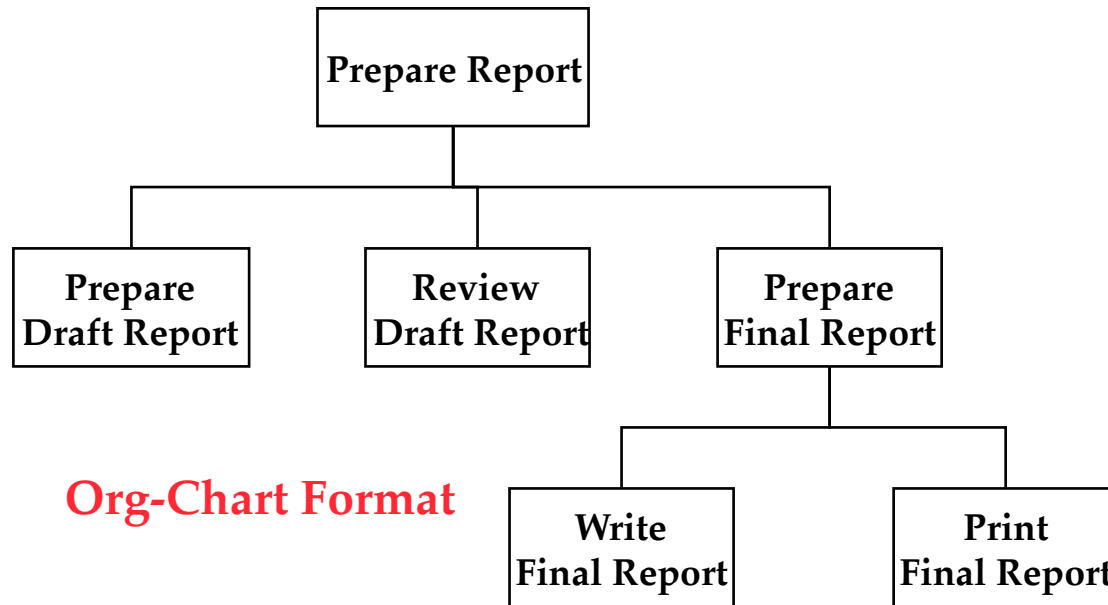 Prepare Report
Prepare
Draft Report
Review
Draft Report
Prepare
Final Report
Org-Chart Format
Write
Final Report
Print
Final Report